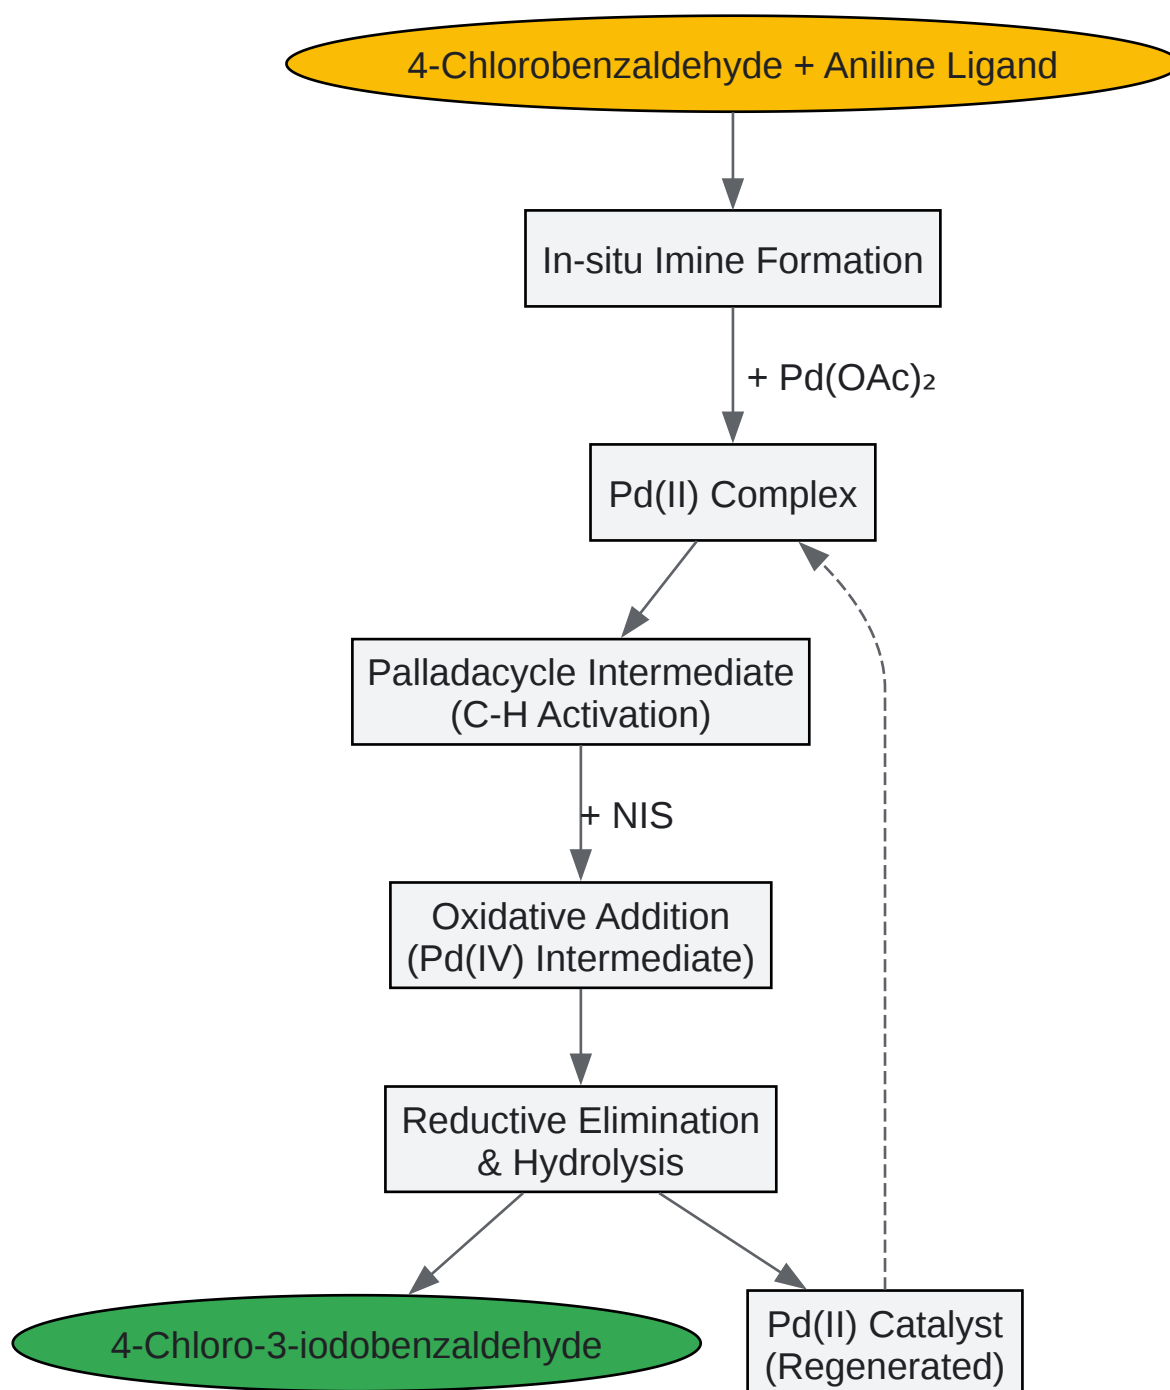 4-Chlorobenzaldehyde + Aniline Ligand
In-situ Imine Formation
+ Pd(OAc)₂
Pd(II) Complex
Palladacycle Intermediate
(C-H Activation)
+ NIS
Oxidative Addition
(Pd(IV) Intermediate)
Reductive Elimination
& Hydrolysis
4-Chloro-3-iodobenzaldehyde
Pd(II) Catalyst
(Regenerated)